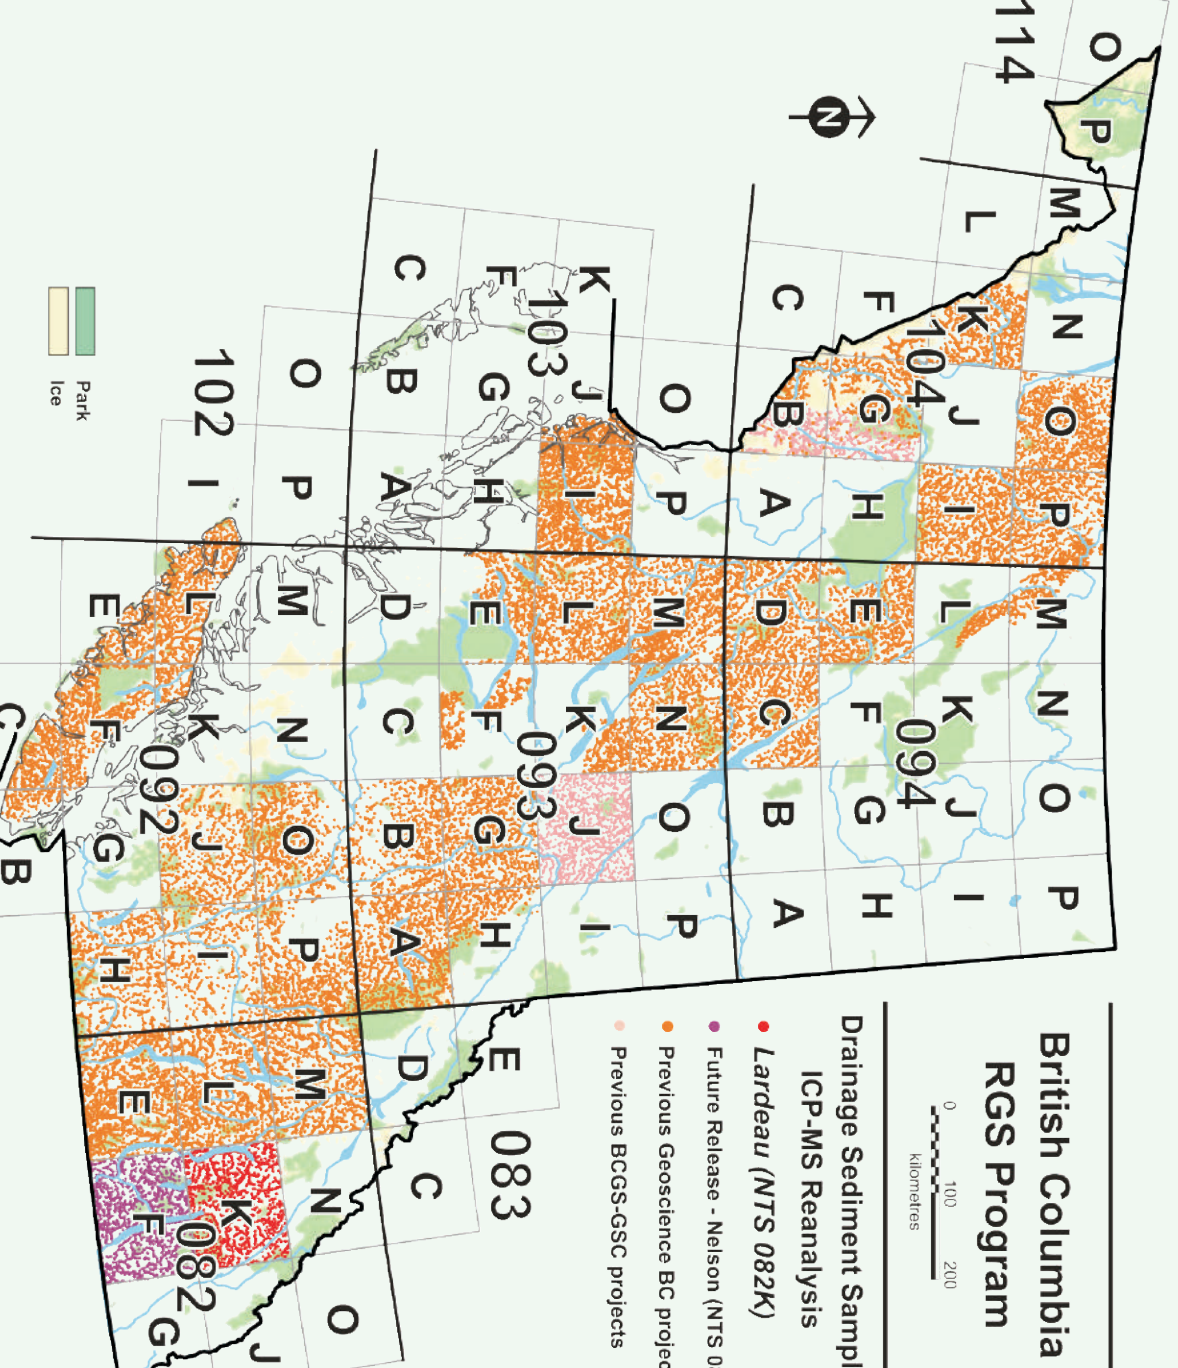 British Columbia
RGS Program
0 100 200
kilometres
Drainage Sediment Sampl
ICP-MS Reanalysis
Lardeau (NTS 082K)
Future Release - Nelson (NTS 0
Previous Geoscience BC projec
Previous BCGS-GSC projects
Park
Ice
N
114
O
P
M
N
O
P
M
N
O
P
L
K
J
I
L
K
J
I
104
094
F
G
H
E
F
G
H
C
B
A
D
C
B
A
O
P
M
N
O
P
K
J
I
L
K
J
I
103
093
F
G
H
E
F
G
H
E
083
C
B
A
D
C
B
A
D
C
O
P
M
N
O
P
M
N
O
102
I
L
K
J
I
L
K
J
092
082
E
F
G
H
E
F
G
C
B